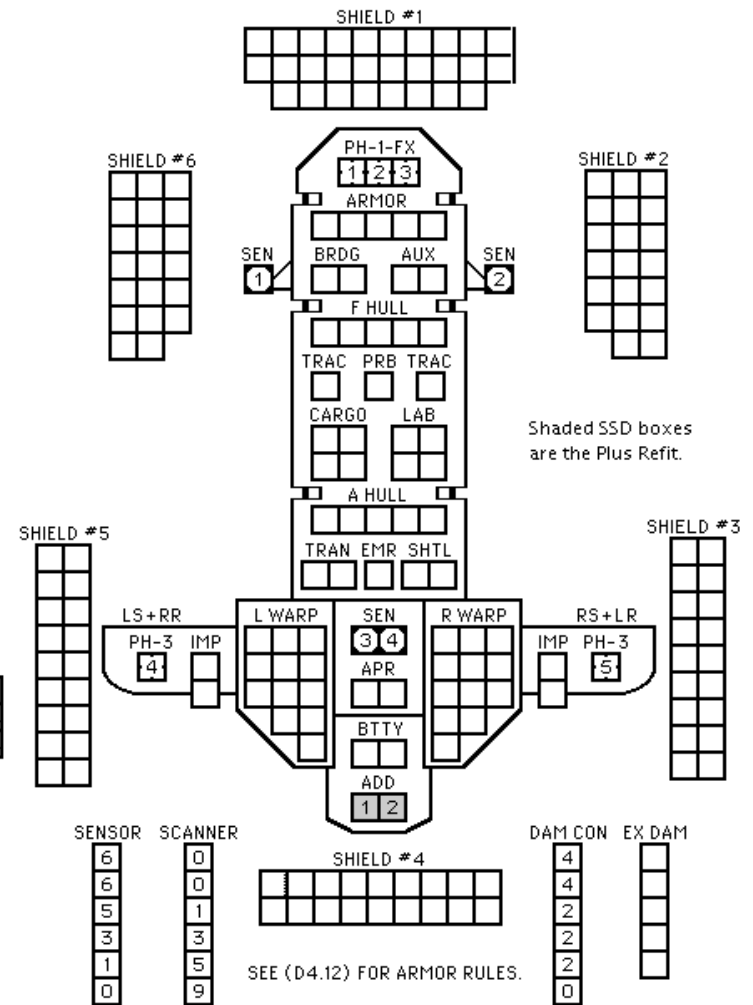 SHIELD #1
PH-1-FX
1 2 3
SHIELD #6
SHIELD #2
ARMOR
SEN
BRDG
AUX
SEN
1
2
F HULL
TRAC PRB TRAC
CARGO LAB
Shaded SSD boxes
are the Plus Refit.
A HULL
SHIELD #5
SHIELD #3
TRAN EMR SHTL
LS+RR
L WARP
SEN
R WARP
RS+LR
PH-3 IMP
3 4
IMP PH-3
4
APR
5
BTTY
ADD
1 2
SENSOR SCANNER
SHIELD #4
DAM CON EX DAM
6 0 4
6 0 4
5 1 2
3 3 2
1 5 2
0 9 0
SEE (D4.12) FOR ARMOR RULES.